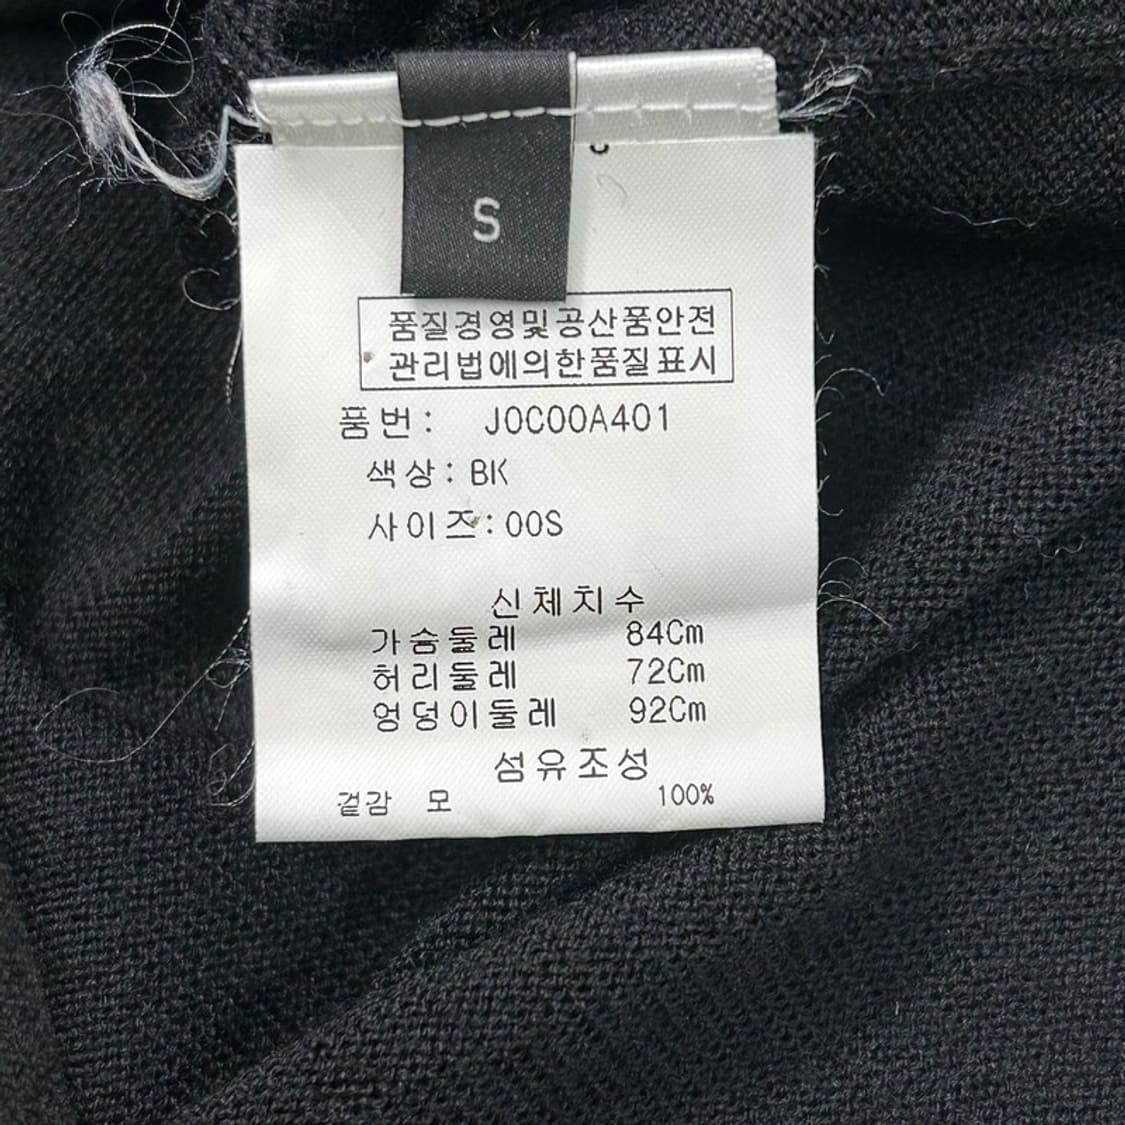 S
품질경영및공산품안전
관리법에의한품질표시
품번: J0C00A401
색상: BK
사이즈: 00S
신체치수
가슴둘레 84Cm
허리둘레 72Cm
엉덩이둘레 92Cm
섬유조성
겉감 모 100%